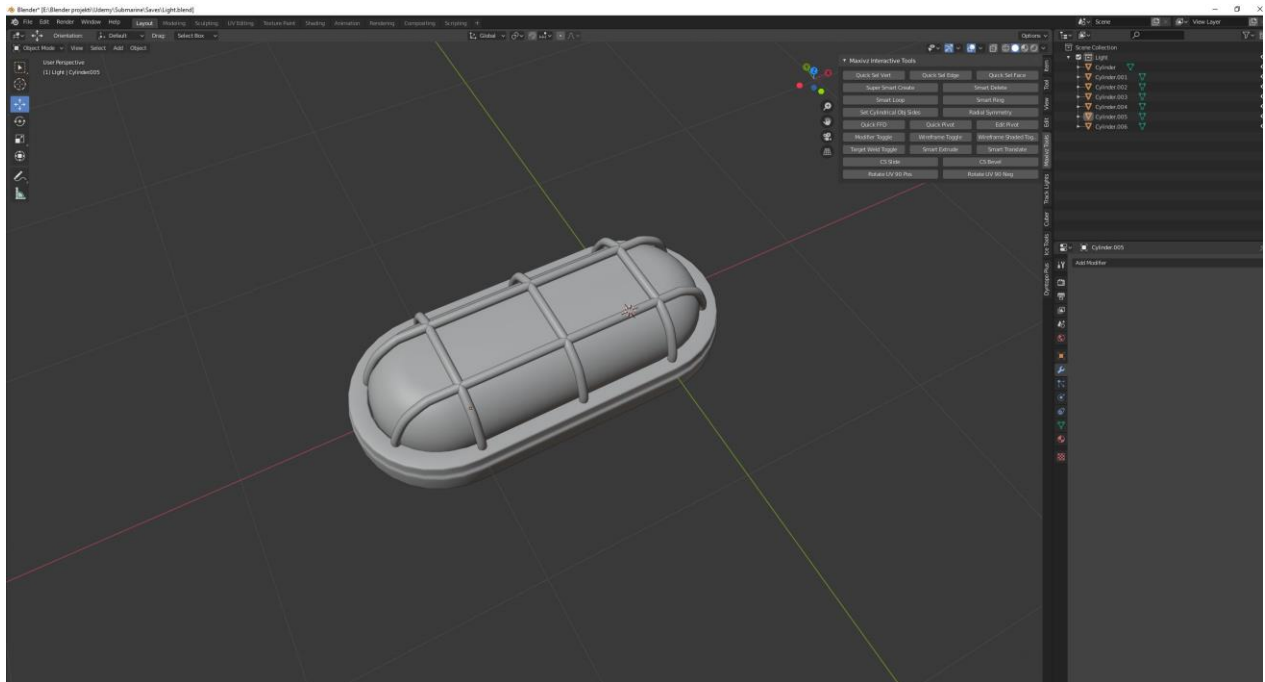 Blender* [E:\Blender projekti\Udemy\Submarine\Saves\Light.blend]
File Edit Render Window Help Layout Modeling Sculpting UV Editing Texture Paint Shading Animation Rendering Compositing Scripting + Scene View Layer
Orientation: Default Drag: Select Box Global Options
Object Mode View Select Add Object
User Perspective
(1) Light | Cylinder.005
Maxivz Interactive Tools
Quick Sel Vert Quick Sel Edge Quick Sel Face
Super Smart Create Smart Delete
Smart Loop Smart Ring
Set Cylindrical Obj Sides Radial Symmetry
Quick FFD Quick Pivot Edit Pivot
Modifier Toggle Wireframe Toggle Wireframe Shaded Tog..
Target Weld Toggle Smart Extrude Smart Translate
CS Slide CS Bevel
Rotate UV 90 Pos Rotate UV 90 Neg
Item
Tool
View
Edit
Maxivz Tools
Track Lights
Cuber
Ice Tools
Dyntopo Plus
Scene Collection
Light
Cylinder
Cylinder.001
Cylinder.002
Cylinder.003
Cylinder.004
Cylinder.005
Cylinder.006
Cylinder.005
Add Modifier